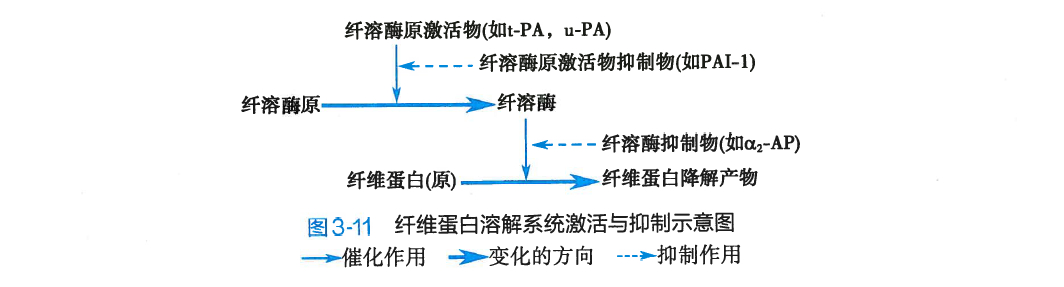 纤溶酶原激活物(如t-PA，u-PA)
纤溶酶原激活物抑制物(如PAI-1)
纤溶酶原 纤溶酶
纤溶酶抑制物(如α₂-AP)
纤维蛋白(原) 纤维蛋白降解产物
图3-11 纤维蛋白溶解系统激活与抑制示意图
催化作用 变化的方向 抑制作用